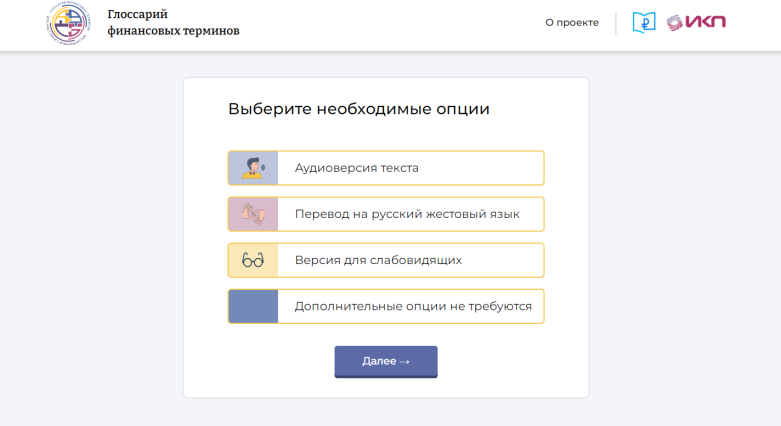 Глоссарий
финансовых терминов
О проекте
ИКП
Выберите необходимые опции
Аудиоверсия текста
Перевод на русский жестовый язык
Версия для слабовидящих
Дополнительные опции не требуются
Далее →